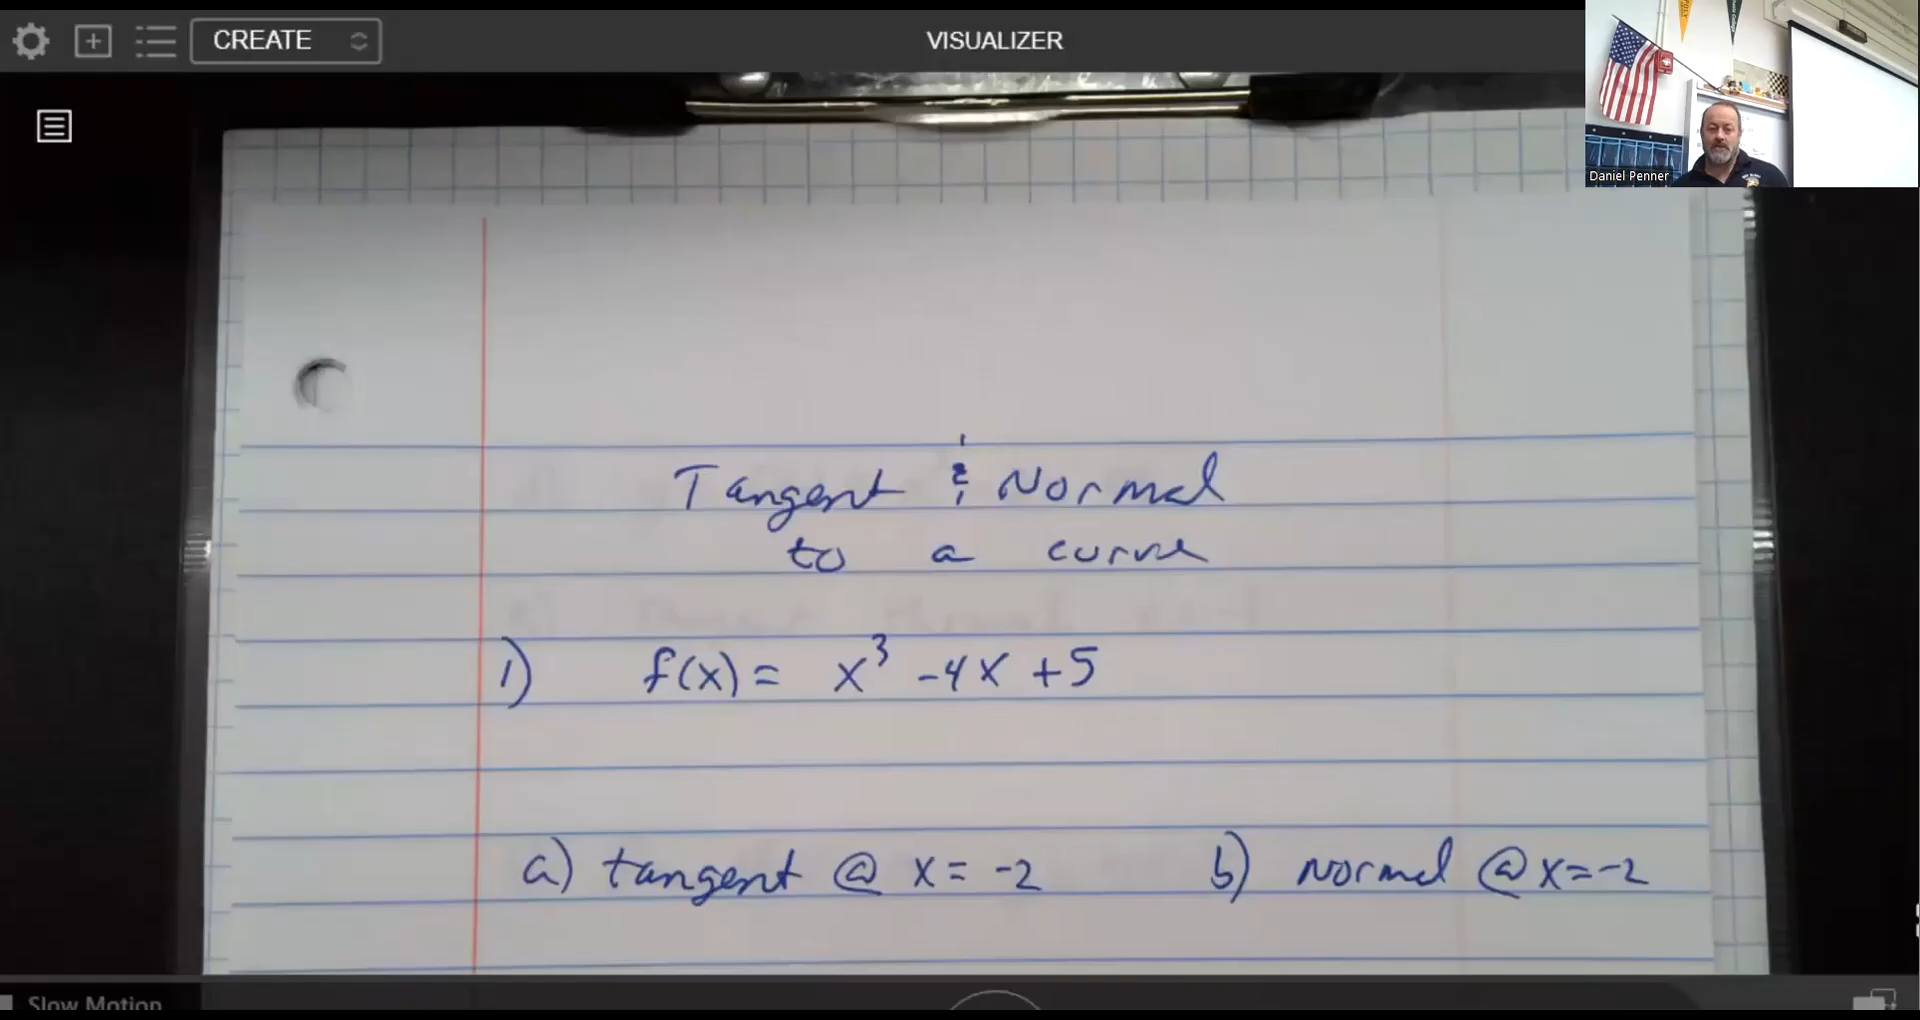 CREATE
VISUALIZER
Daniel Penner
Tangent & Normal
to a curve
1) f(x) = x³ -4x +5
a) tangent @ x = -2 b) normal @ x = -2
Slow Motion